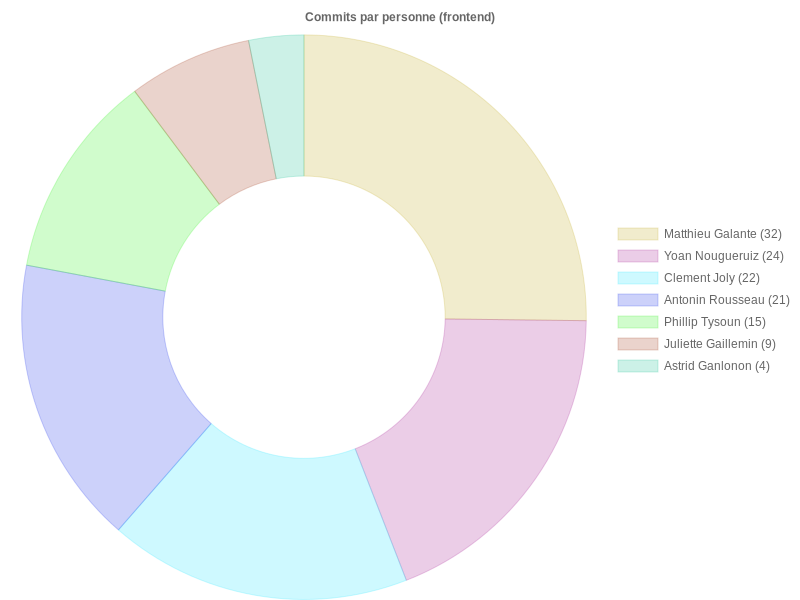 Commits par personne (frontend)
Matthieu Galante (32)
Yoan Nougueruiz (24)
Clement Joly (22)
Antonin Rousseau (21)
Phillip Tysoun (15)
Juliette Gaillemin (9)
Astrid Ganlonon (4)